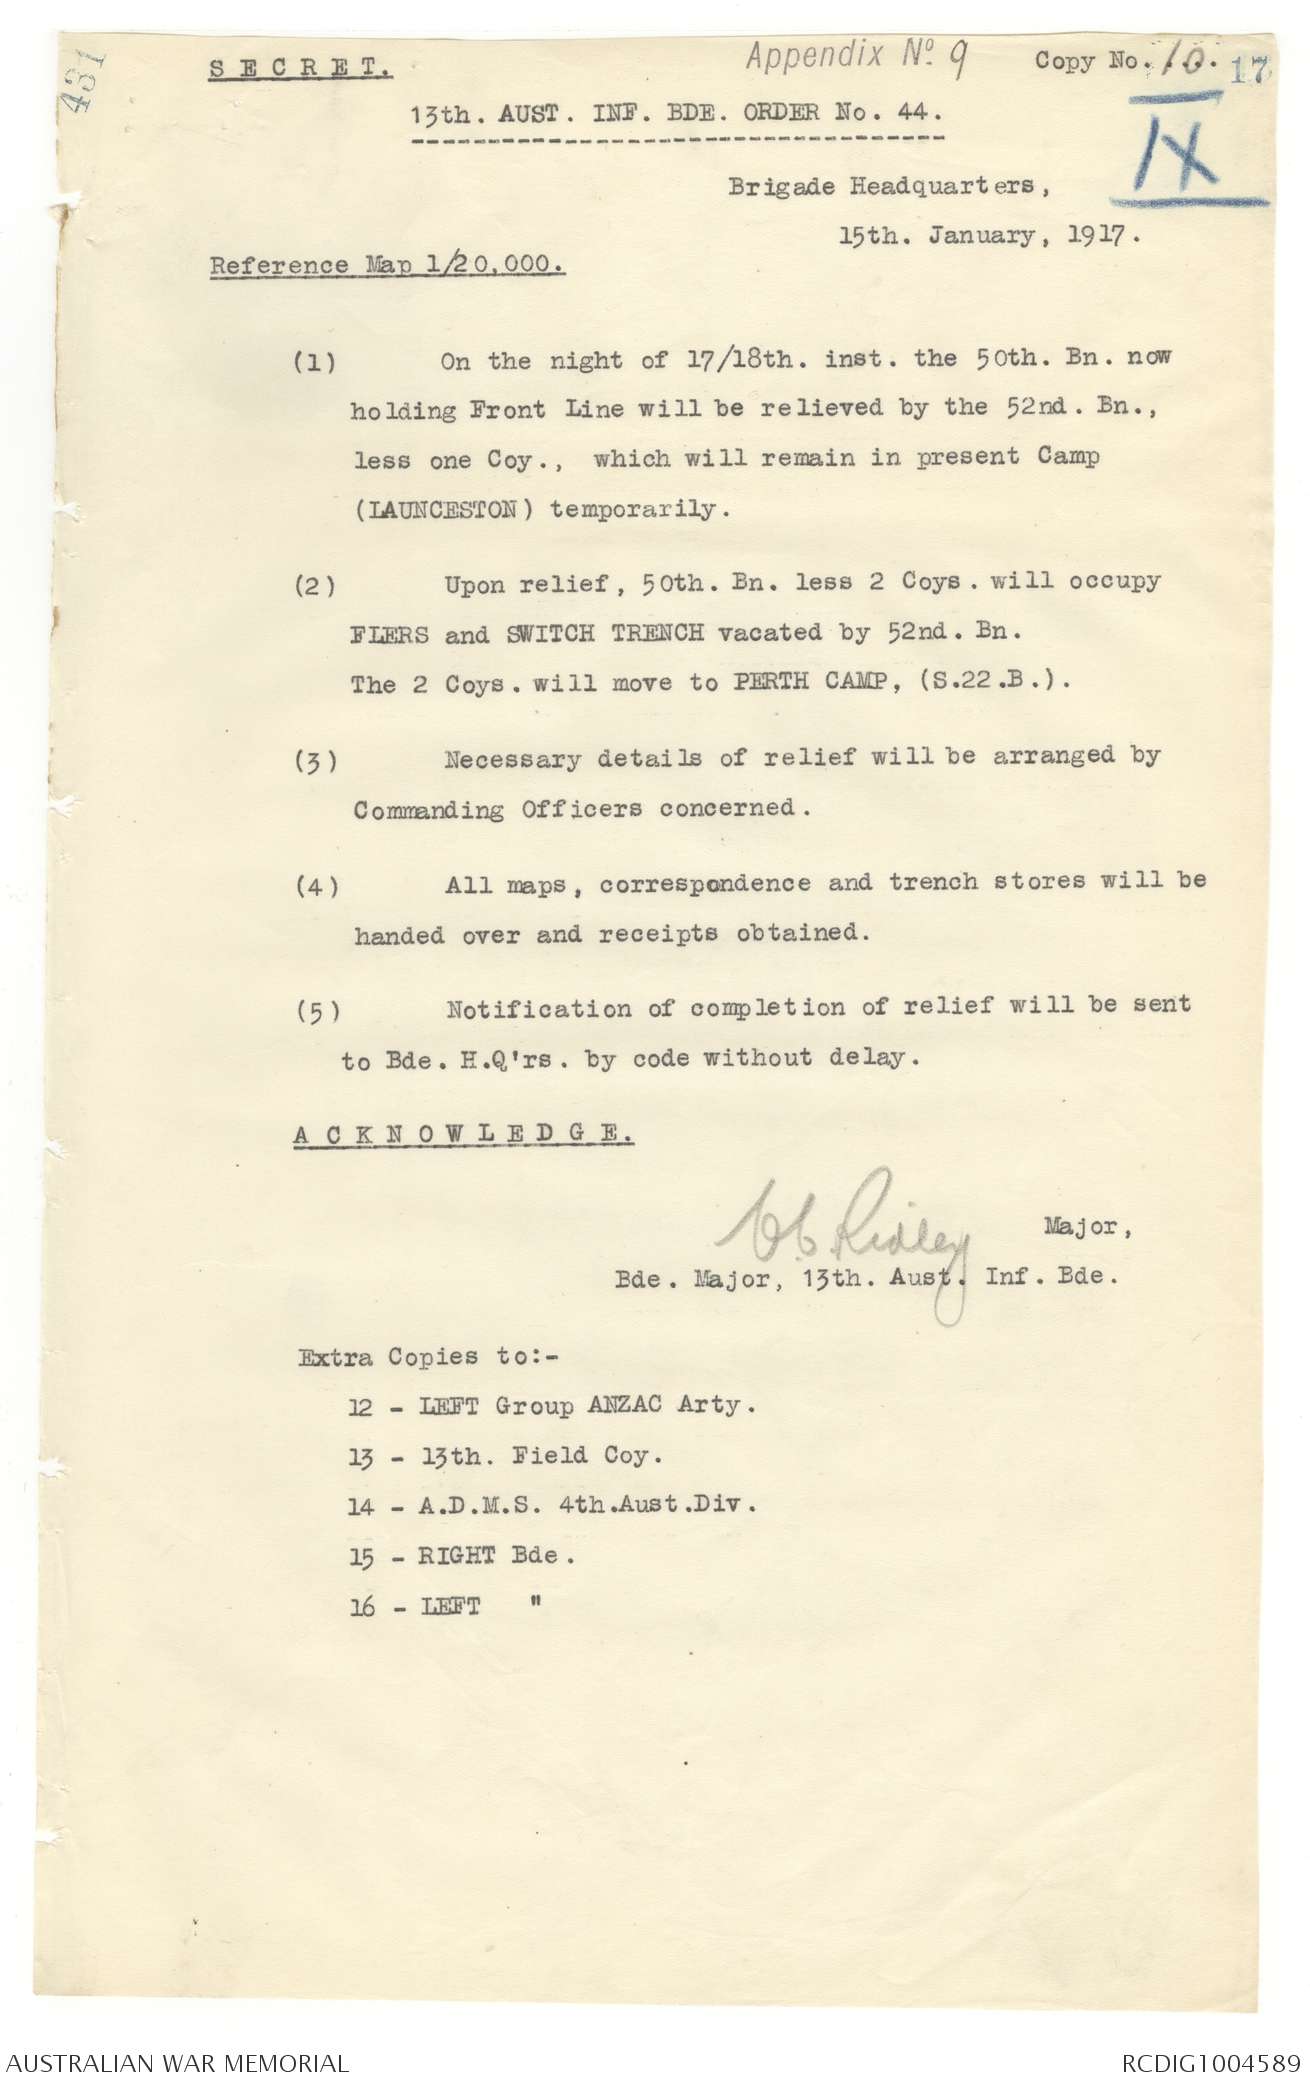 431
SECRET.
Appendix No. 9
Copy No. 10.
17
13th. AUST. INF. BDE. ORDER No. 44.
IX
Brigade Headquarters,
15th. January, 1917.
Reference Map 1/20,000.
(1) On the night of 17/18th. inst. the 50th. Bn. now
holding Front Line will be relieved by the 52nd. Bn.,
less one Coy., which will remain in present Camp
(LAUNCESTON) temporarily.
(2) Upon relief, 50th. Bn. less 2 Coys. will occupy
FLERS and SWITCH TRENCH vacated by 52nd. Bn.
The 2 Coys. will move to PERTH CAMP, (S.22.B.).
(3) Necessary details of relief will be arranged by
Commanding Officers concerned.
(4) All maps, correspondence and trench stores will be
handed over and receipts obtained.
(5) Notification of completion of relief will be sent
to Bde. H.Q'rs. by code without delay.
ACKNOWLEDGE.
Ridley Major,
Bde. Major, 13th. Aust. Inf. Bde.
Extra Copies to:-
12 - LEFT Group ANZAC Arty.
13 - 13th. Field Coy.
14 - A.D.M.S. 4th.Aust.Div.
15 - RIGHT Bde.
16 - LEFT "
AUSTRALIAN WAR MEMORIAL
RCDIG1004589